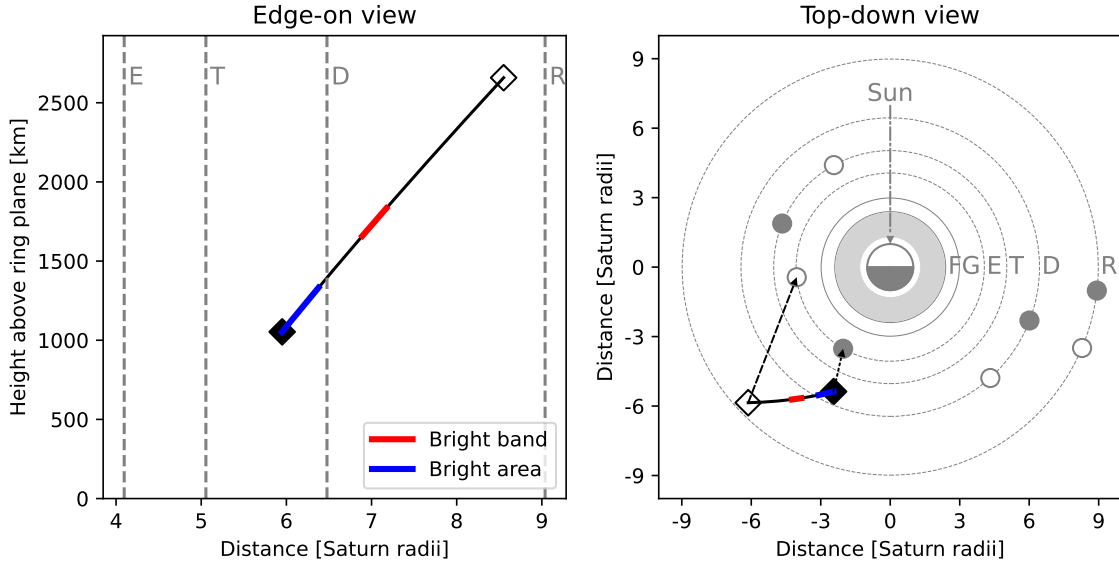 Edge-on view
Height above ring plane [km]
2500
2000
1500
1000
500
0
E
T
D
R
Bright band
Bright area
4
5
6
7
8
9
Distance [Saturn radii]
Top-down view
Distance [Saturn radii]
9
6
3
0
-3
-6
-9
Sun
F G E T D R
-9
-6
-3
0
3
6
9
Distance [Saturn radii]